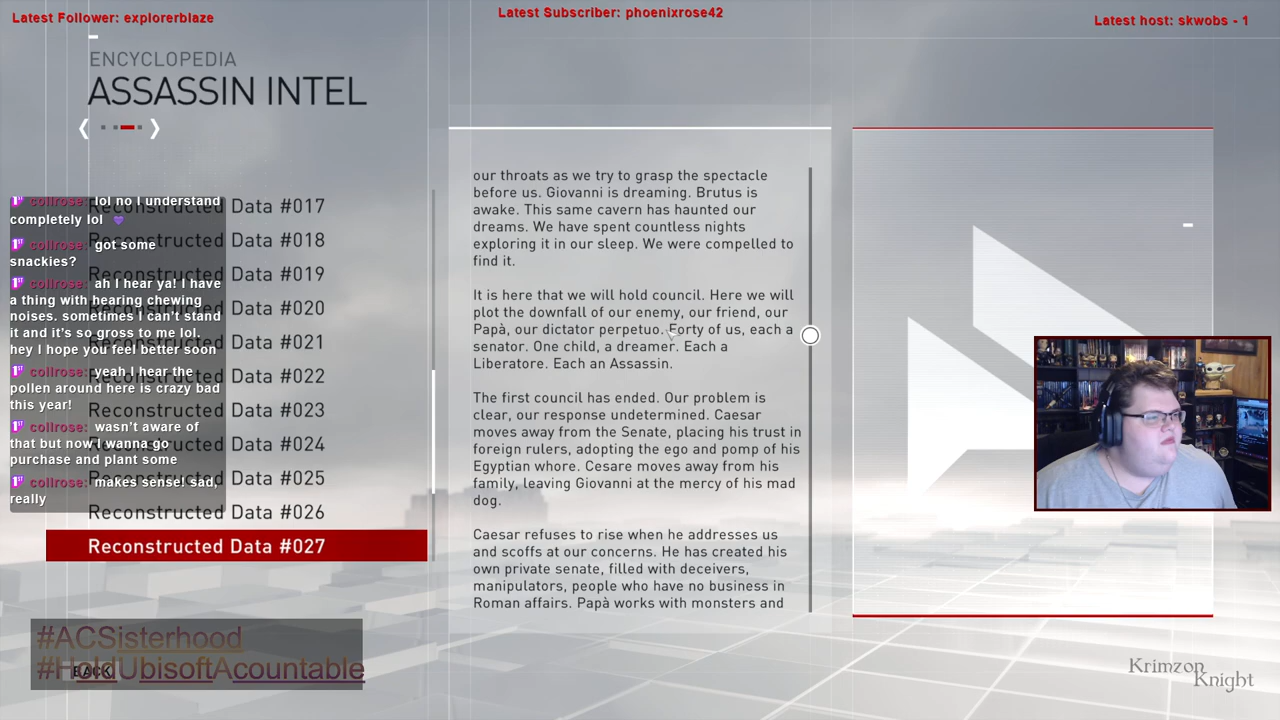 Latest Follower: explorerblaze
Latest Subscriber: phoenixrose42
Latest host: skwobs - 1
ENCYCLOPEDIA
ASSASSIN INTEL
Reconstructed Data #017
Reconstructed Data #018
Reconstructed Data #019
Reconstructed Data #020
Reconstructed Data #021
Reconstructed Data #022
Reconstructed Data #023
Reconstructed Data #024
Reconstructed Data #025
Reconstructed Data #026
Reconstructed Data #027
collrose: lol no I understand
completely lol
collrose: got some
snackies?
collrose: ah I hear ya! I have
a thing with hearing chewing
noises. sometimes I can't stand
it and it's so gross to me lol.
hey I hope you feel better soon
collrose: yeah I hear the
pollen around here is crazy bad
this year!
collrose: wasn't aware of
that but now I wanna go
purchase and plant some
collrose: makes sense! sad,
really
our throats as we try to grasp the spectacle
before us. Giovanni is dreaming. Brutus is
awake. This same cavern has haunted our
dreams. We have spent countless nights
exploring it in our sleep. We were compelled to
find it.
It is here that we will hold council. Here we will
plot the downfall of our enemy, our friend, our
Papà, our dictator perpetuo. Forty of us, each a
senator. One child, a dreamer. Each a
Liberatore. Each an Assassin.
The first council has ended. Our problem is
clear, our response undetermined. Caesar
moves away from the Senate, placing his trust in
foreign rulers, adopting the ego and pomp of his
Egyptian whore. Cesare moves away from his
family, leaving Giovanni at the mercy of his mad
dog.
Caesar refuses to rise when he addresses us
and scoffs at our concerns. He has created his
own private senate, filled with deceivers,
manipulators, people who have no business in
Roman affairs. Papà works with monsters and
#ACSisterhood
#HoldUbisoftAcountable
BACK
Krimzon
Knight